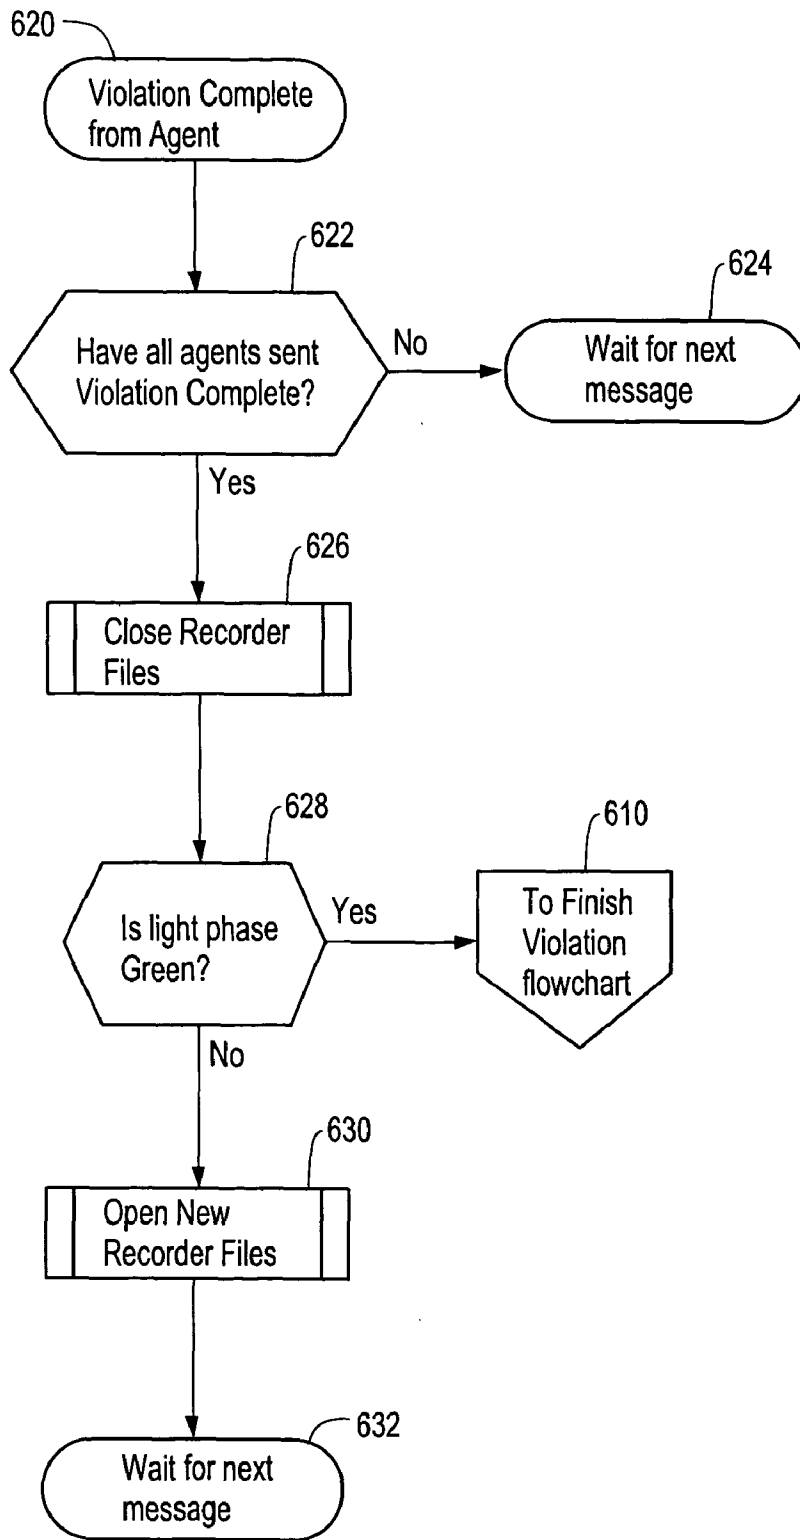 620
Violation Complete
from Agent
622
Have all agents sent
Violation Complete?
No
624
Wait for next
message
Yes
626
Close Recorder
Files
628
Is light phase
Green?
Yes
610
To Finish
Violation
flowchart
No
630
Open New
Recorder Files
632
Wait for next
message